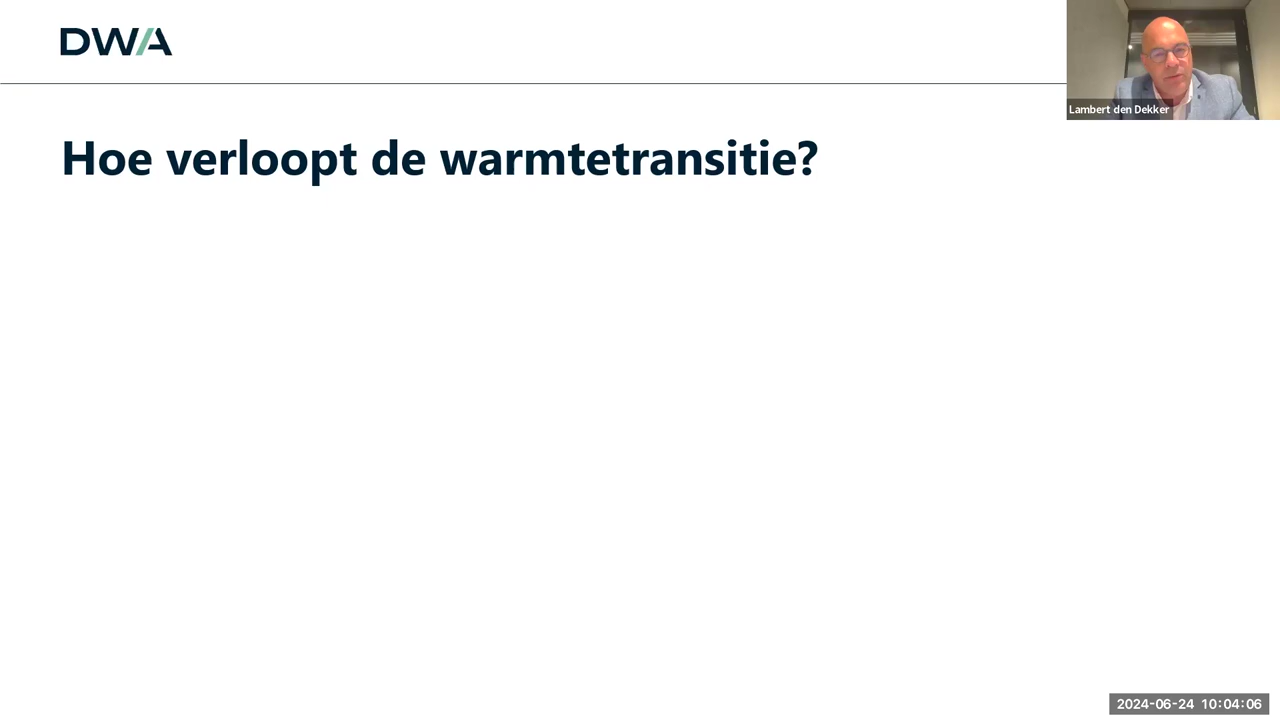 DWA
Lambert den Dekker
Hoe verloopt de warmtetransitie?
2024-06-24 10:04:06